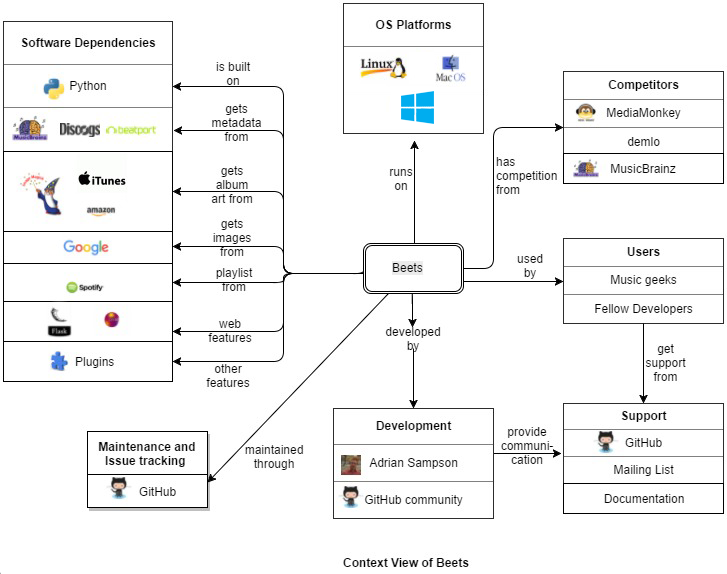 Software Dependencies
Python
MusicBrainz
Discogs
beatport
iTunes
amazon
Google
Spotify
Flask
Plugins
is built
on
gets
metadata
from
gets
album
art from
gets
images
from
playlist
from
web
features
other
features
OS Platforms
Linux
Mac OS
runs
on
Beets
has
competition
from
Competitors
MediaMonkey
demlo
MusicBrainz
used
by
Users
Music geeks
Fellow Developers
get
support
from
developed
by
maintained
through
Maintenance and
Issue tracking
GitHub
Development
Adrian Sampson
GitHub community
provide
communi-
cation
Support
GitHub
Mailing List
Documentation
Context View of Beets